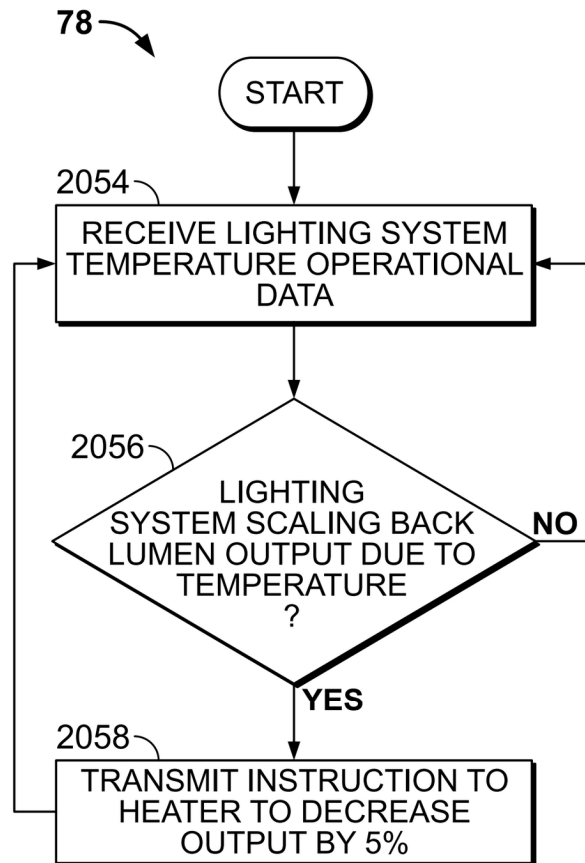 78
START
2054
RECEIVE LIGHTING SYSTEM
TEMPERATURE OPERATIONAL
DATA
2056
LIGHTING
SYSTEM SCALING BACK
LUMEN OUTPUT DUE TO
TEMPERATURE
?
NO
YES
2058
TRANSMIT INSTRUCTION TO
HEATER TO DECREASE
OUTPUT BY 5%